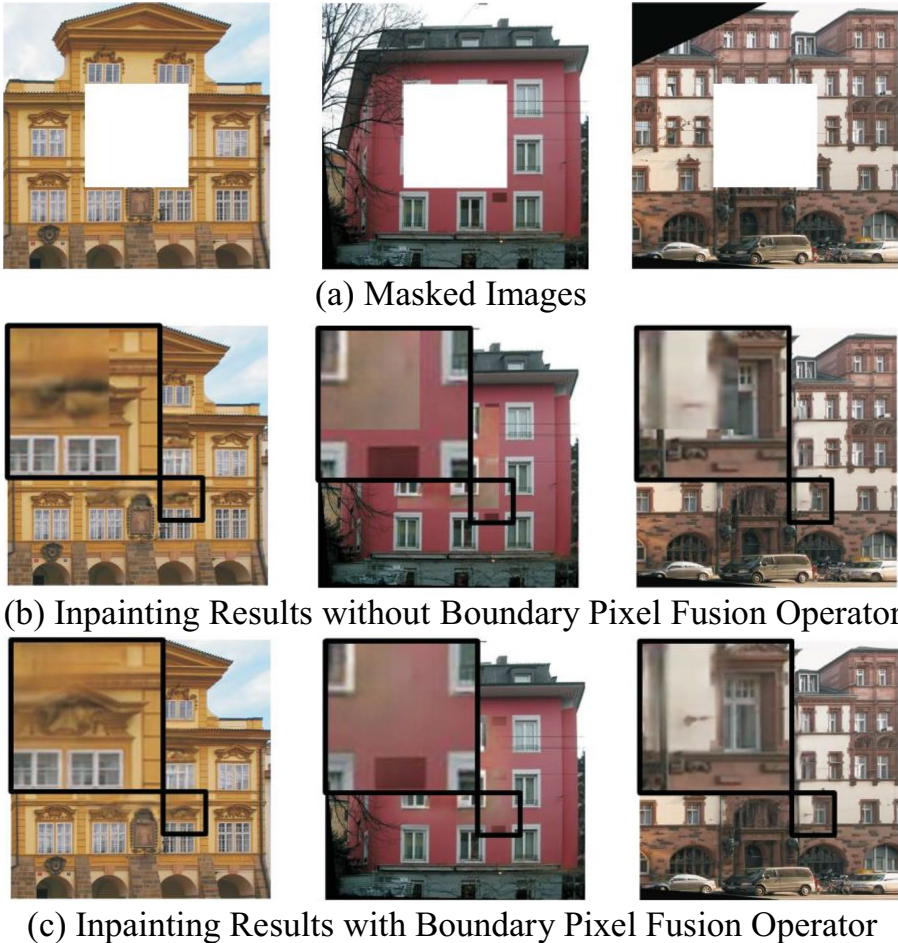 (a) Masked Images
(b) Inpainting Results without Boundary Pixel Fusion Operator
(c) Inpainting Results with Boundary Pixel Fusion Operator